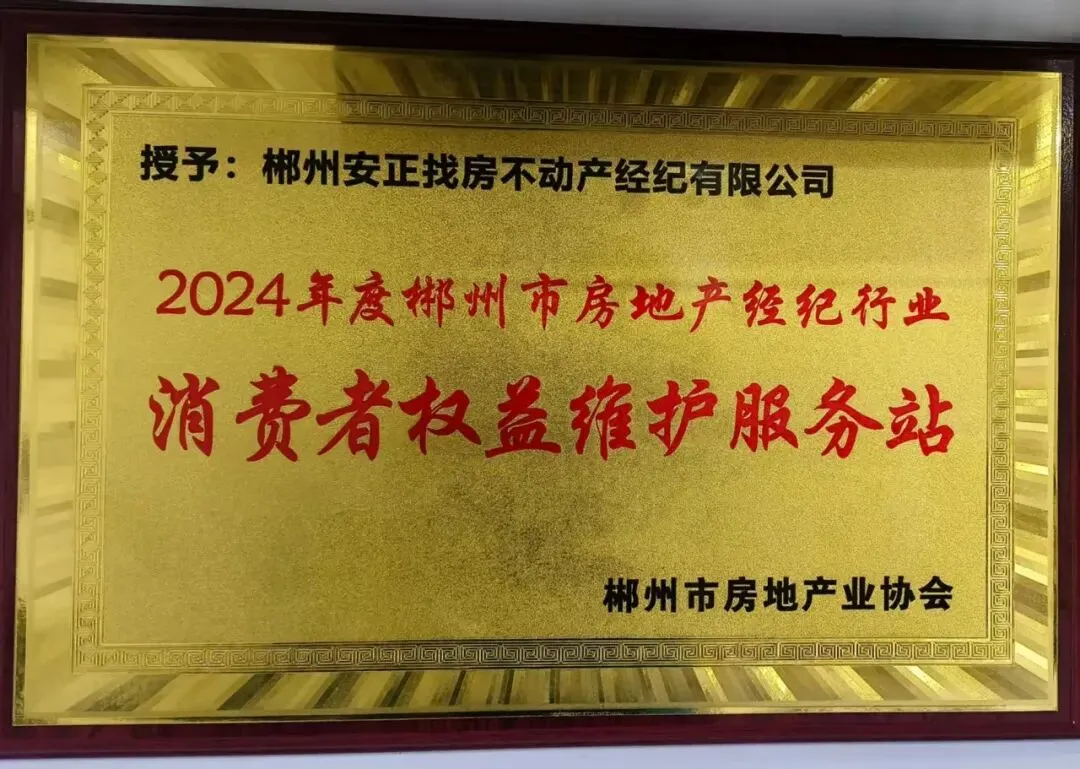 授予：郴州安正找房不动产经纪有限公司
2024年度郴州市房地产经纪行业
消费者权益维护服务站
郴州市房地产业协会